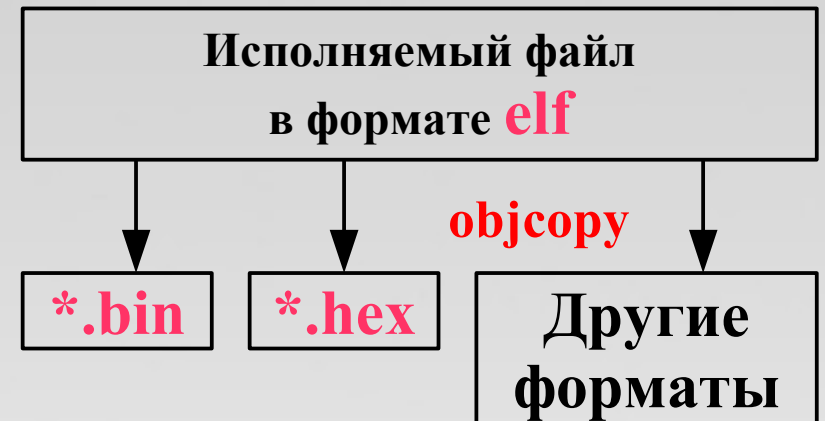 Исполняемый файл
в формате elf
objcopy
*.bin
*.hex
Другие
форматы